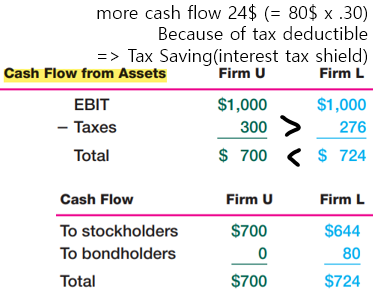 more cash flow 24$ (= 80$ x .30)
Because of tax deductible
=> Tax Saving(interest tax shield)
Cash Flow from Assets Firm U Firm L
EBIT $1,000 $1,000
− Taxes 300 > 276
Total $ 700 < $ 724
Cash Flow Firm U Firm L
To stockholders $700 $644
To bondholders 0 80
Total $700 $724